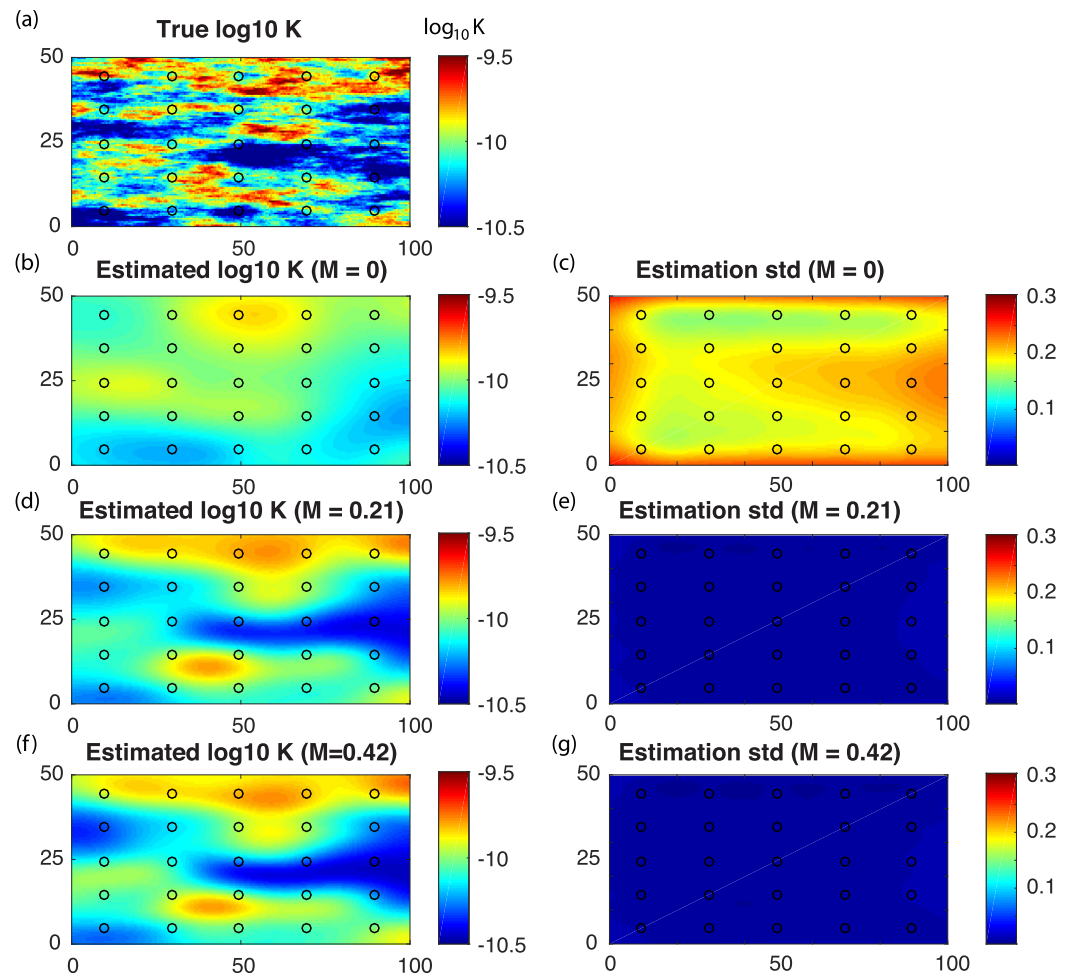 (a)
True log10 K
log₁₀ K
50
25
0
0 50 100
-9.5
-10
-10.5
(b)
Estimated log10 K (M = 0)
50
25
0
0 50 100
-9.5
-10
-10.5
(c)
Estimation std (M = 0)
50
25
0
0 50 100
0.3
0.2
0.1
(d)
Estimated log10 K (M = 0.21)
50
25
0
0 50 100
-9.5
-10
-10.5
(e)
Estimation std (M = 0.21)
50
25
0
0 50 100
0.3
0.2
0.1
(f)
Estimated log10 K (M=0.42)
50
25
0
0 50 100
-9.5
-10
-10.5
(g)
Estimation std (M = 0.42)
50
25
0
0 50 100
0.3
0.2
0.1